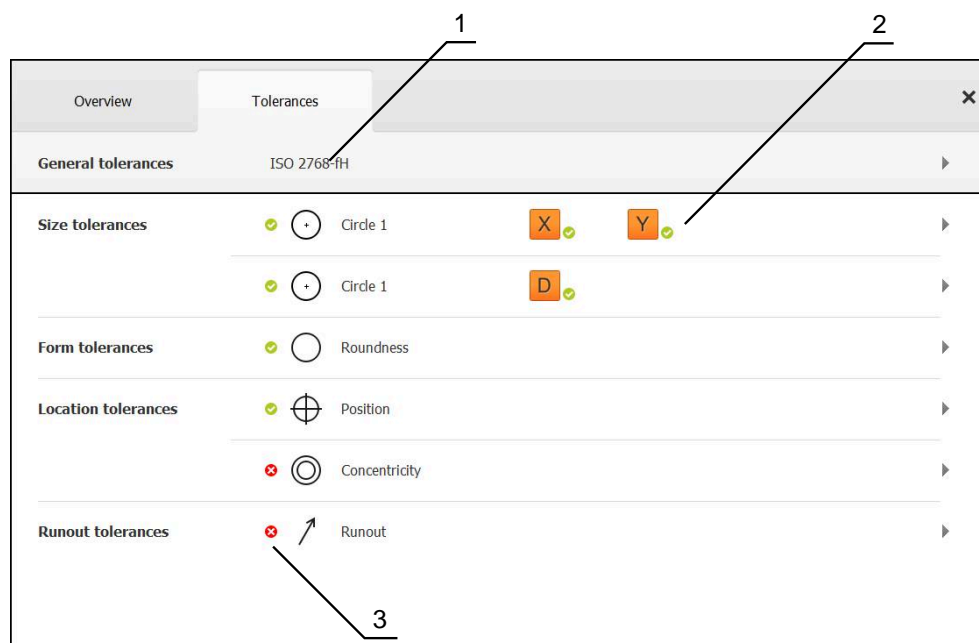 1
2
Overview
Tolerances
General tolerances ISO 2768-fH
Size tolerances Circle 1 X Y
Circle 1 D
Form tolerances Roundness
Location tolerances Position
Concentricity
Runout tolerances Runout
3